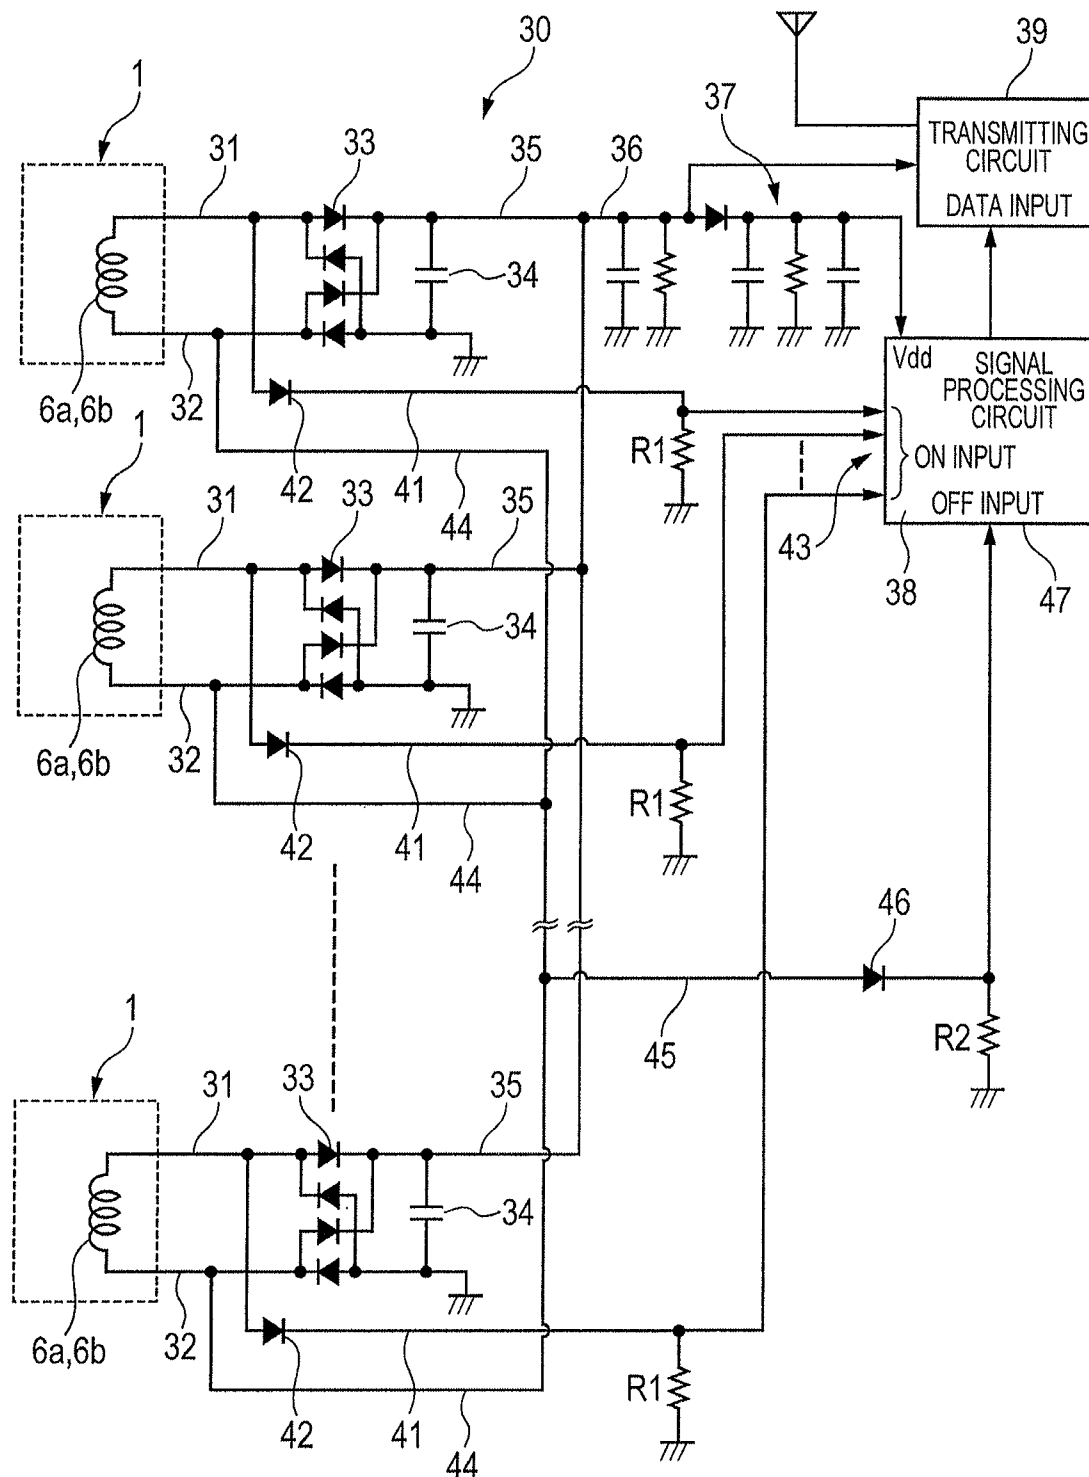 30
39
1
37
31
33
35
36
TRANSMITTING
CIRCUIT
DATA INPUT
34
Vdd
SIGNAL
PROCESSING
CIRCUIT
6a,6b
32
1
42
41
R1
44
ON INPUT
43
OFF INPUT
38
47
31
33
35
34
6a,6b
32
42
41
R1
44
46
1
45
R2
31
33
35
34
6a,6b
32
42
41
R1
44